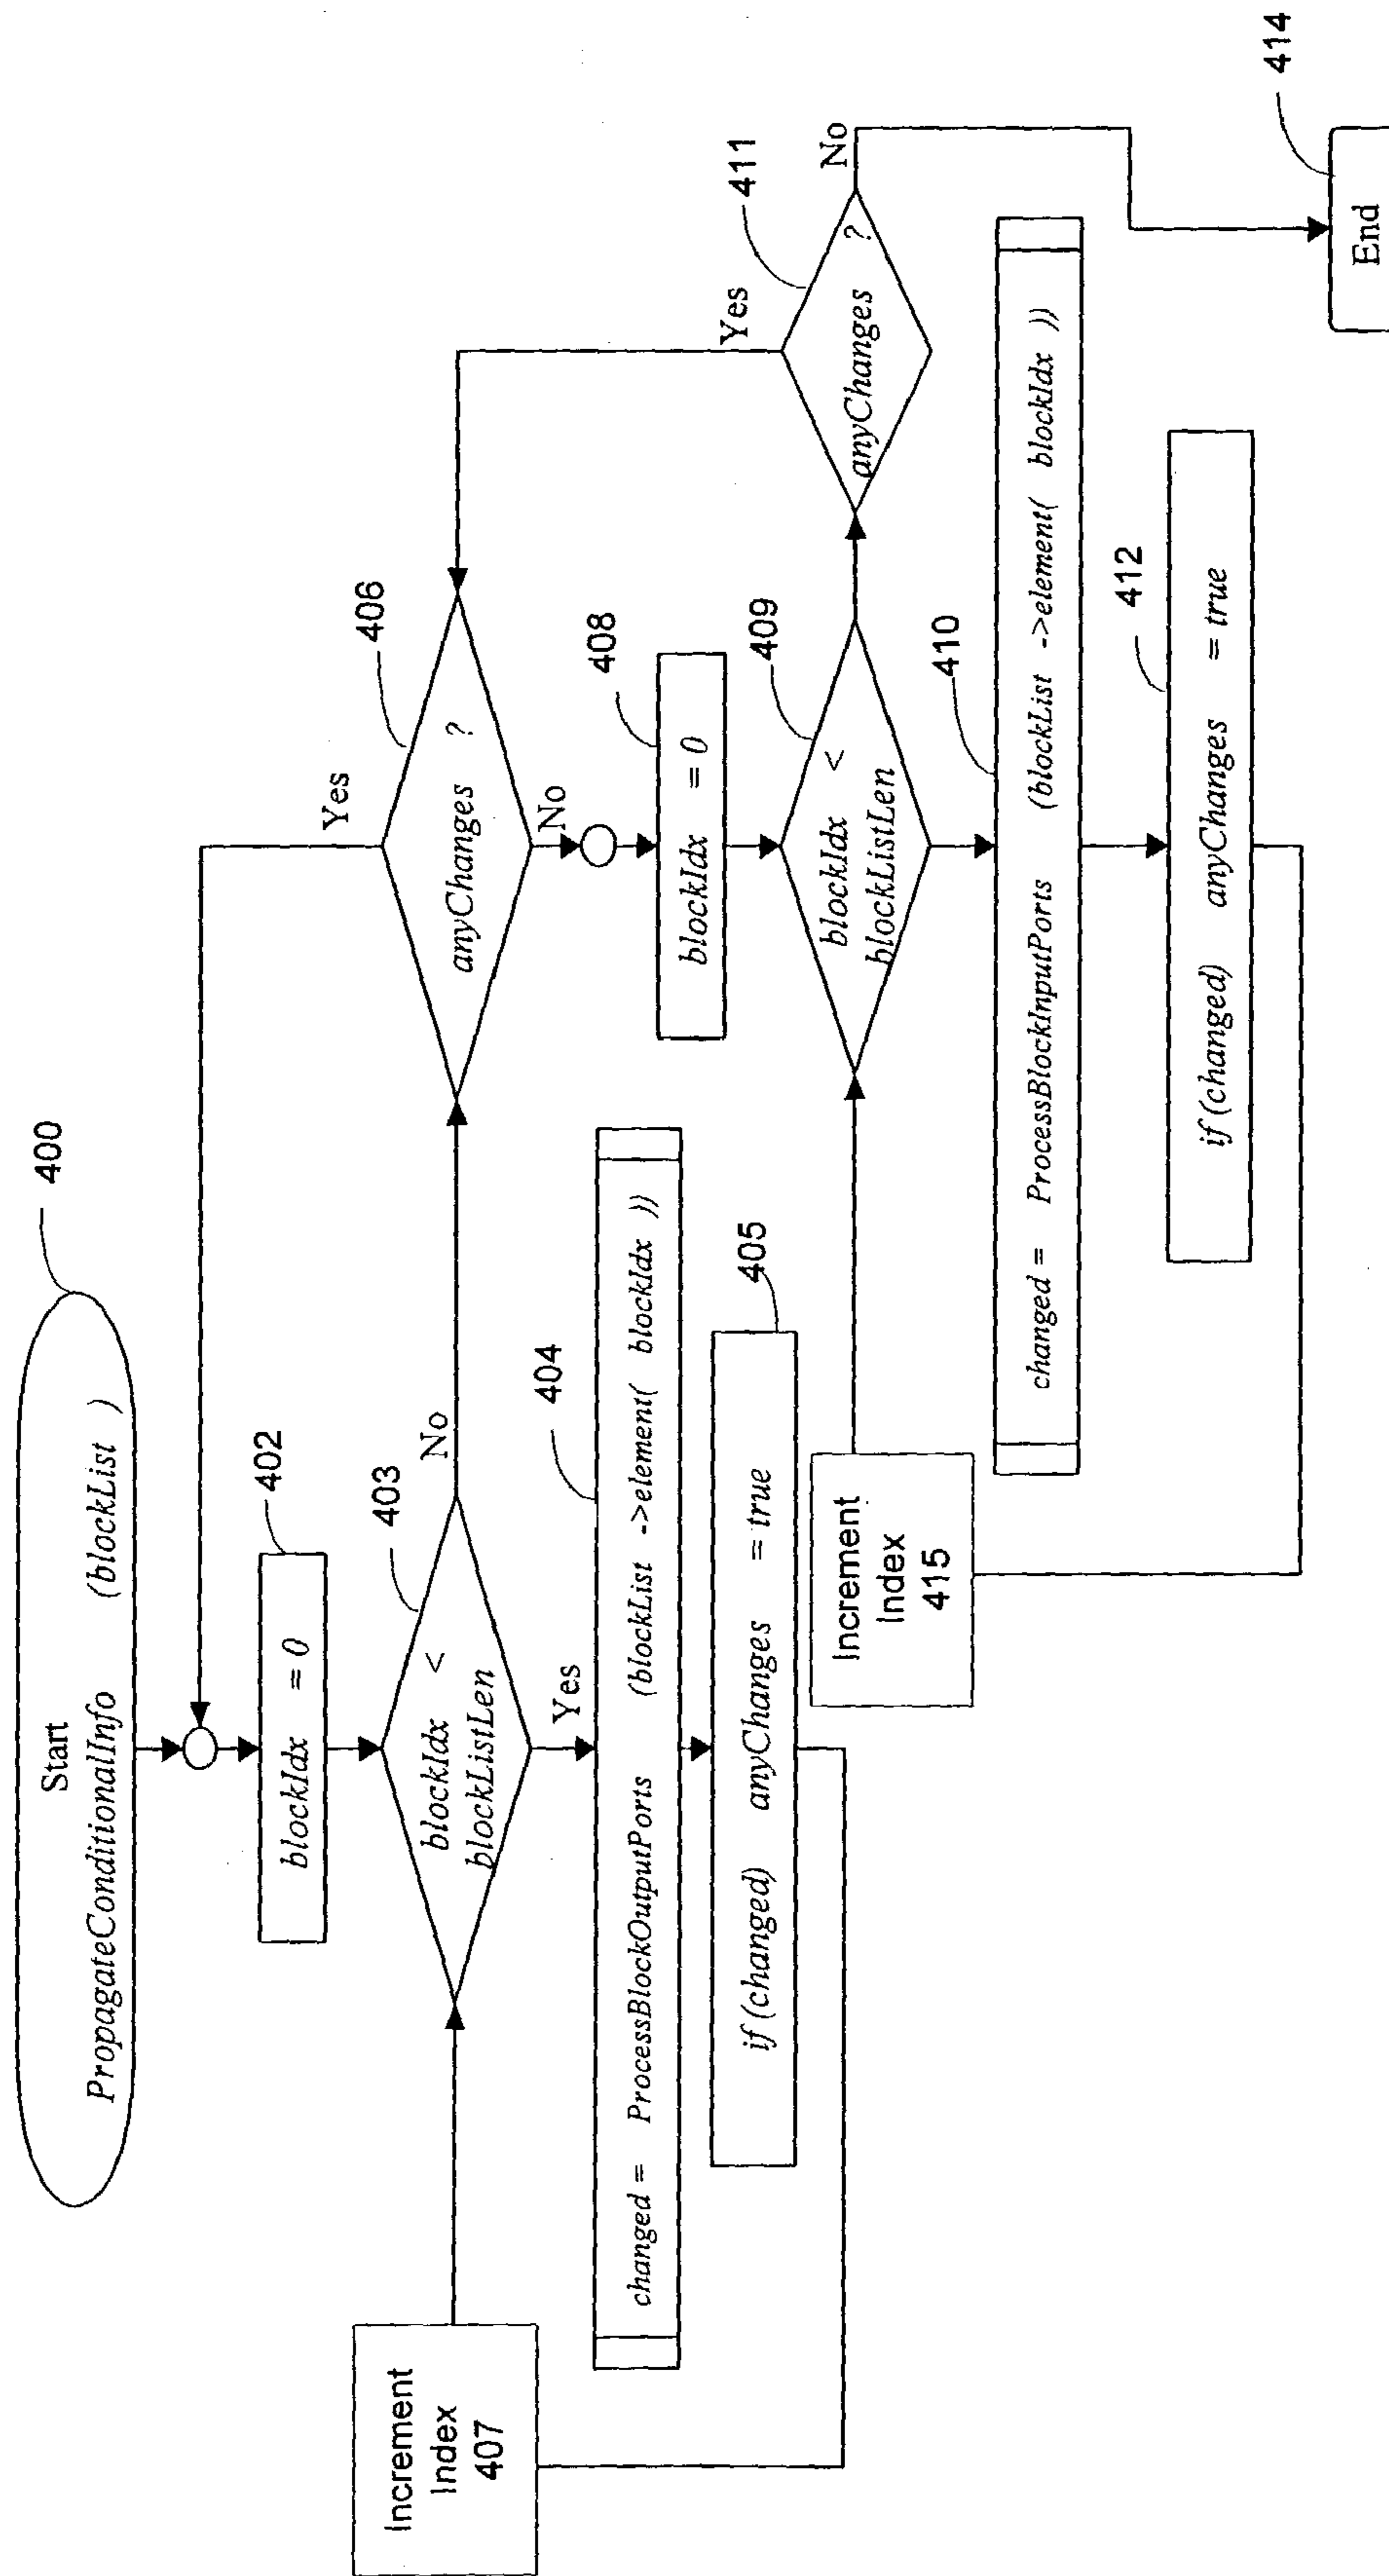 Start
PropagateConditionalInfo (blockList )
400
blockIdx = 0
402
blockIdx <
blockListLen
403
Yes
No
changed = ProcessBlockOutputPorts (blockList ->element( blockIdx ))
404
if (changed) anyChanges = true
405
Increment
Index
407
anyChanges ?
406
Yes
No
blockIdx = 0
408
blockIdx <
blockListLen
409
changed = ProcessBlockInputPorts (blockList ->element( blockIdx ))
410
if (changed) anyChanges = true
412
Increment
Index
415
anyChanges ?
411
Yes
No
End
414